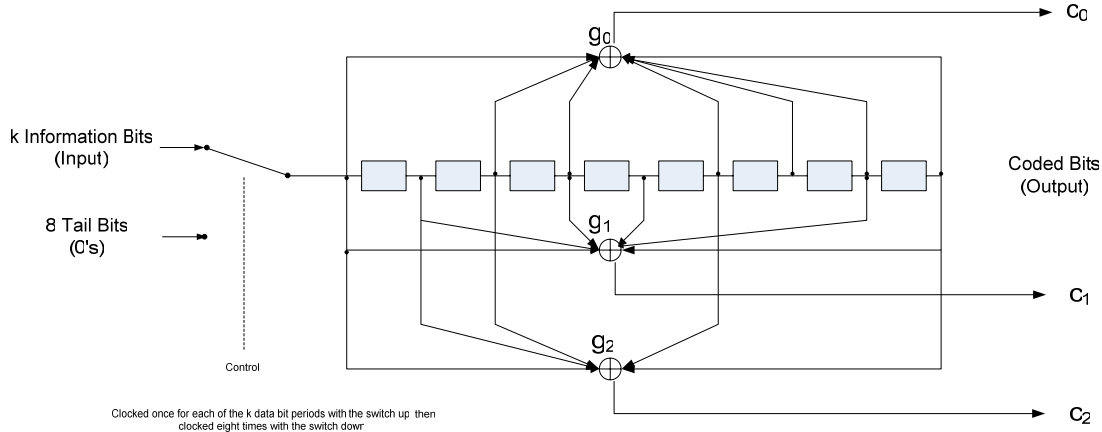 C0
g0
k Information Bits
(Input)
Coded Bits
(Output)
8 Tail Bits
(0's)
g1
C1
g2
Control
C2
Clocked once for each of the k data bit periods with the switch up then
clocked eight times with the switch down